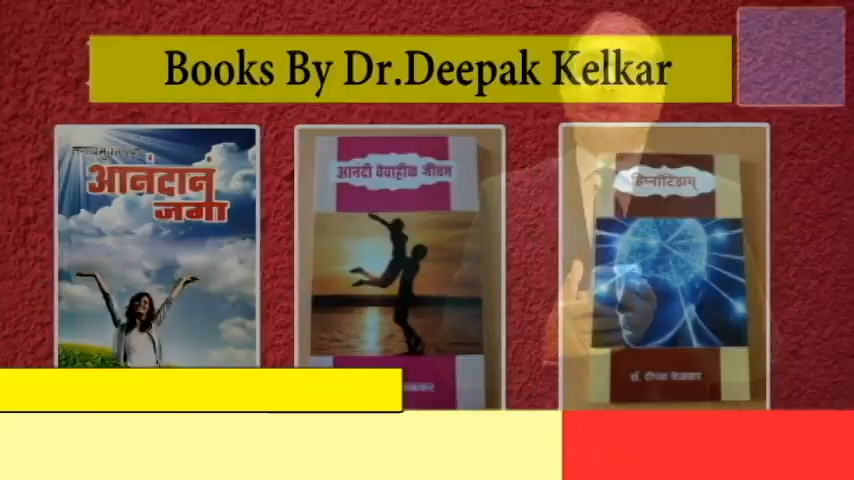 Books By Dr.Deepak Kelkar
आनंदानं
जगा
आनंदी वैवाहीक जीवन
हिप्नॉटिझम्
डॉ. दीपक केळकर